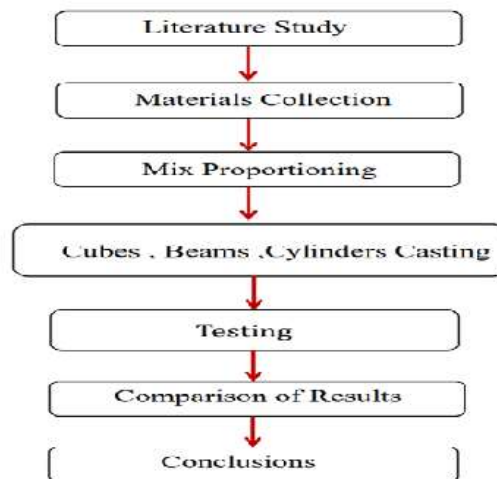 Literature Study
Materials Collection
Mix Proportioning
Cubes , Beams ,Cylinders Casting
Testing
Comparison of Results
Conclusions